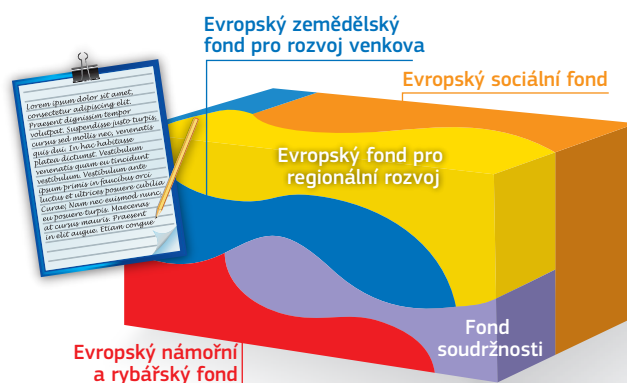 Evropský zemědělský
fond pro rozvoj venkova
Evropský sociální fond
Lorem ipsum dolor sit amet,
consectetur adipiscing elit.
Praesent dignissim tempor
volutpat. Suspendisse justo turpis,
cursus sed mollis nec, venenatis
quis dui. In hac habitasse
platea dictumst. Vestibulum
venenatis quam eu tincidunt
vestibulum. Vestibulum ante
ipsum primis in faucibus orci
luctus et ultrices posuere cubilia
Curae; Nam nec euismod nunc,
eu posuere turpis. Maecenas
at cursus mauris. Praesent
in elit augue. Etiam congue
Evropský fond pro
regionální rozvoj
Fond
soudržnosti
Evropský námořní
a rybářský fond